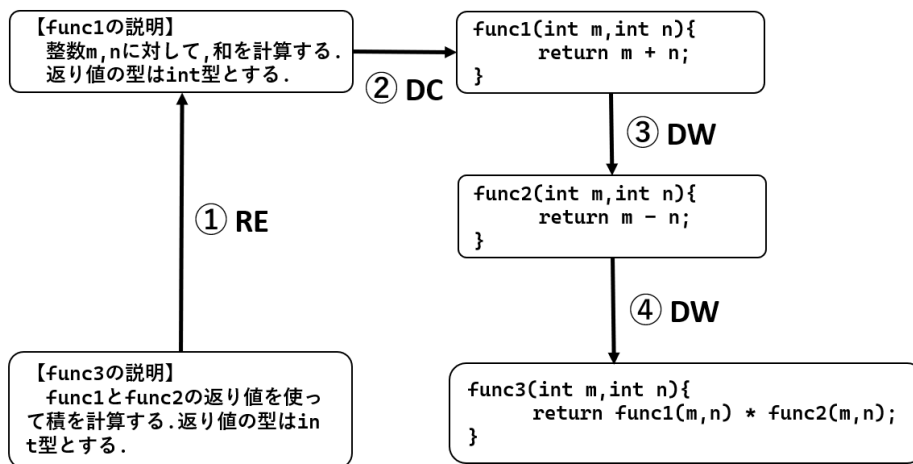 【func1の説明】
整数m,nに対して,和を計算する.
返り値の型はint型とする.
② DC
func1(int m,int n){
return m + n;
}
③ DW
func2(int m,int n){
return m − n;
}
① RE
④ DW
【func3の説明】
func1とfunc2の返り値を使っ
て積を計算する.返り値の型はin
t型とする.
func3(int m,int n){
return func1(m,n) * func2(m,n);
}